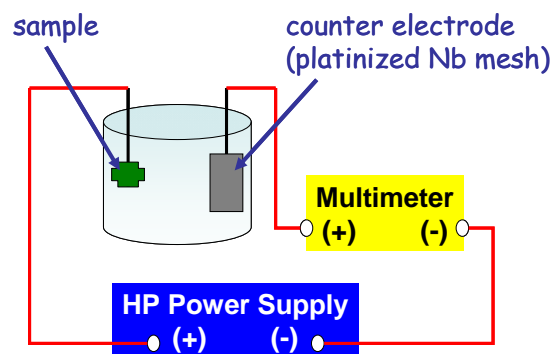 sample
counter electrode
(platinized Nb mesh)
Multimeter
(+) (-)
HP Power Supply
(+) (-)